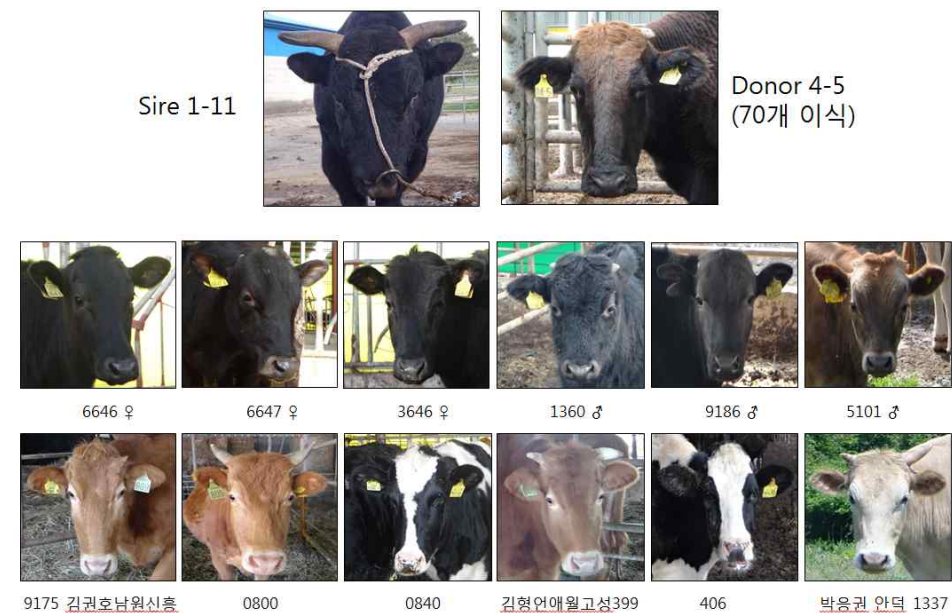 Sire 1-11
Donor 4-5
(70개 이식)
6646 ♀
6647 ♀
3646 ♀
1360 ♂
9186 ♂
5101 ♂
9175 김권호남원신흥
0800
0840
김형언애월고성399
406
박윤권 안덕 1337